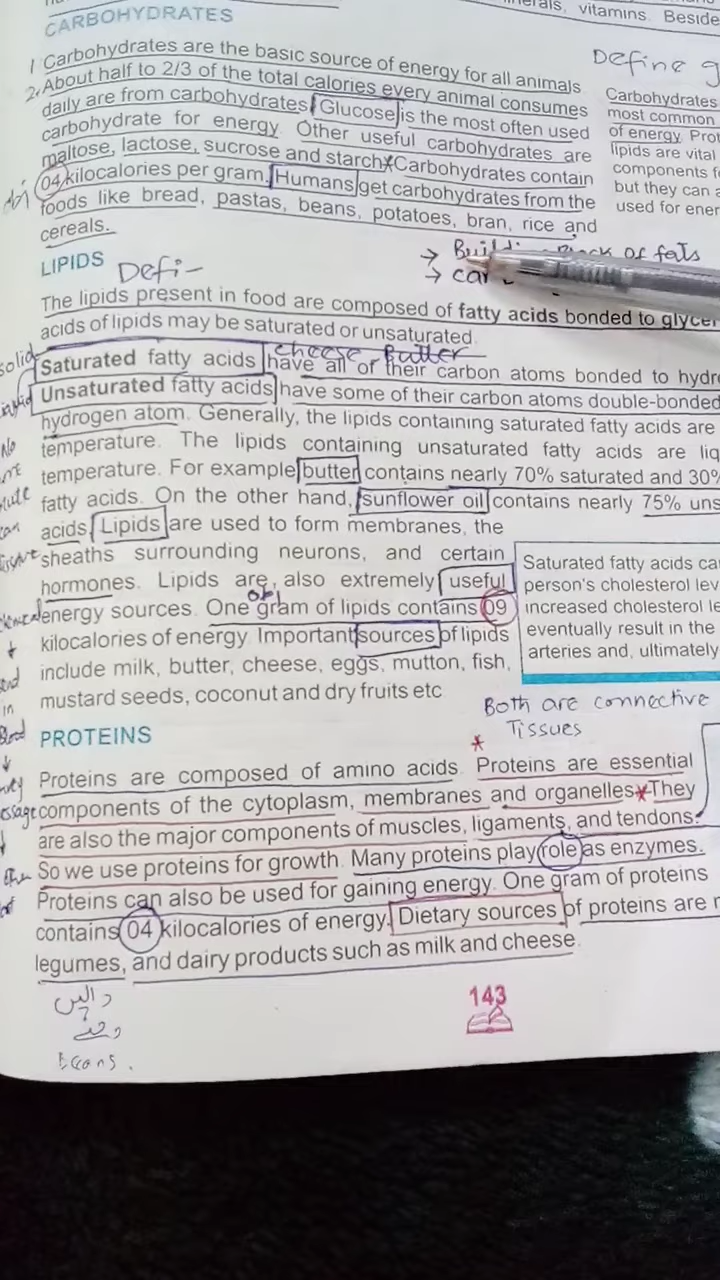 erals, vitamins. Beside
CARBOHYDRATES
Define g
1 Carbohydrates are the basic source of energy for all animals.
2. About half to 2/3 of the total calories every animal consumes
daily are from carbohydrates. Glucose is the most often used
carbohydrate for energy. Other useful carbohydrates are
maltose, lactose, sucrose and starch. Carbohydrates contain
04 kilocalories per gram. Humans get carbohydrates from the
foods like bread, pastas, beans, potatoes, bran, rice and
cereals.
Carbohydrates
most common
of energy. Prot
lipids are vital
components fo
but they can a
used for ener
→ of fats
→
LIPIDS Defi-
The lipids present in food are composed of fatty acids bonded to glycer
acids of lipids may be saturated or unsaturated.
solid
cheese Butter
Saturated fatty acids have all of their carbon atoms bonded to hydr
Unsaturated fatty acids have some of their carbon atoms double-bonded
hydrogen atom. Generally, the lipids containing saturated fatty acids are
temperature. The lipids containing unsaturated fatty acids are liq
temperature. For example butter contains nearly 70% saturated and 30%
fatty acids. On the other hand, sunflower oil contains nearly 75% uns
acids. Lipids are used to form membranes, the
sheaths surrounding neurons, and certain
hormones. Lipids are also extremely useful
energy sources. One gram of lipids contains 09
kilocalories of energy. Important sources of lipids
include milk, butter, cheese, eggs, mutton, fish,
mustard seeds, coconut and dry fruits etc
Saturated fatty acids ca
person's cholesterol lev
increased cholesterol le
eventually result in the
arteries and, ultimately
No
can
in
Blood
Both are connective
Tissues
PROTEINS
Proteins are composed of amino acids. Proteins are essential
components of the cytoplasm, membranes and organelles. They
are also the major components of muscles, ligaments, and tendons.
So we use proteins for growth. Many proteins play role as enzymes.
Proteins can also be used for gaining energy. One gram of proteins
contains 04 kilocalories of energy. Dietary sources of proteins are m
legumes, and dairy products such as milk and cheese.
143